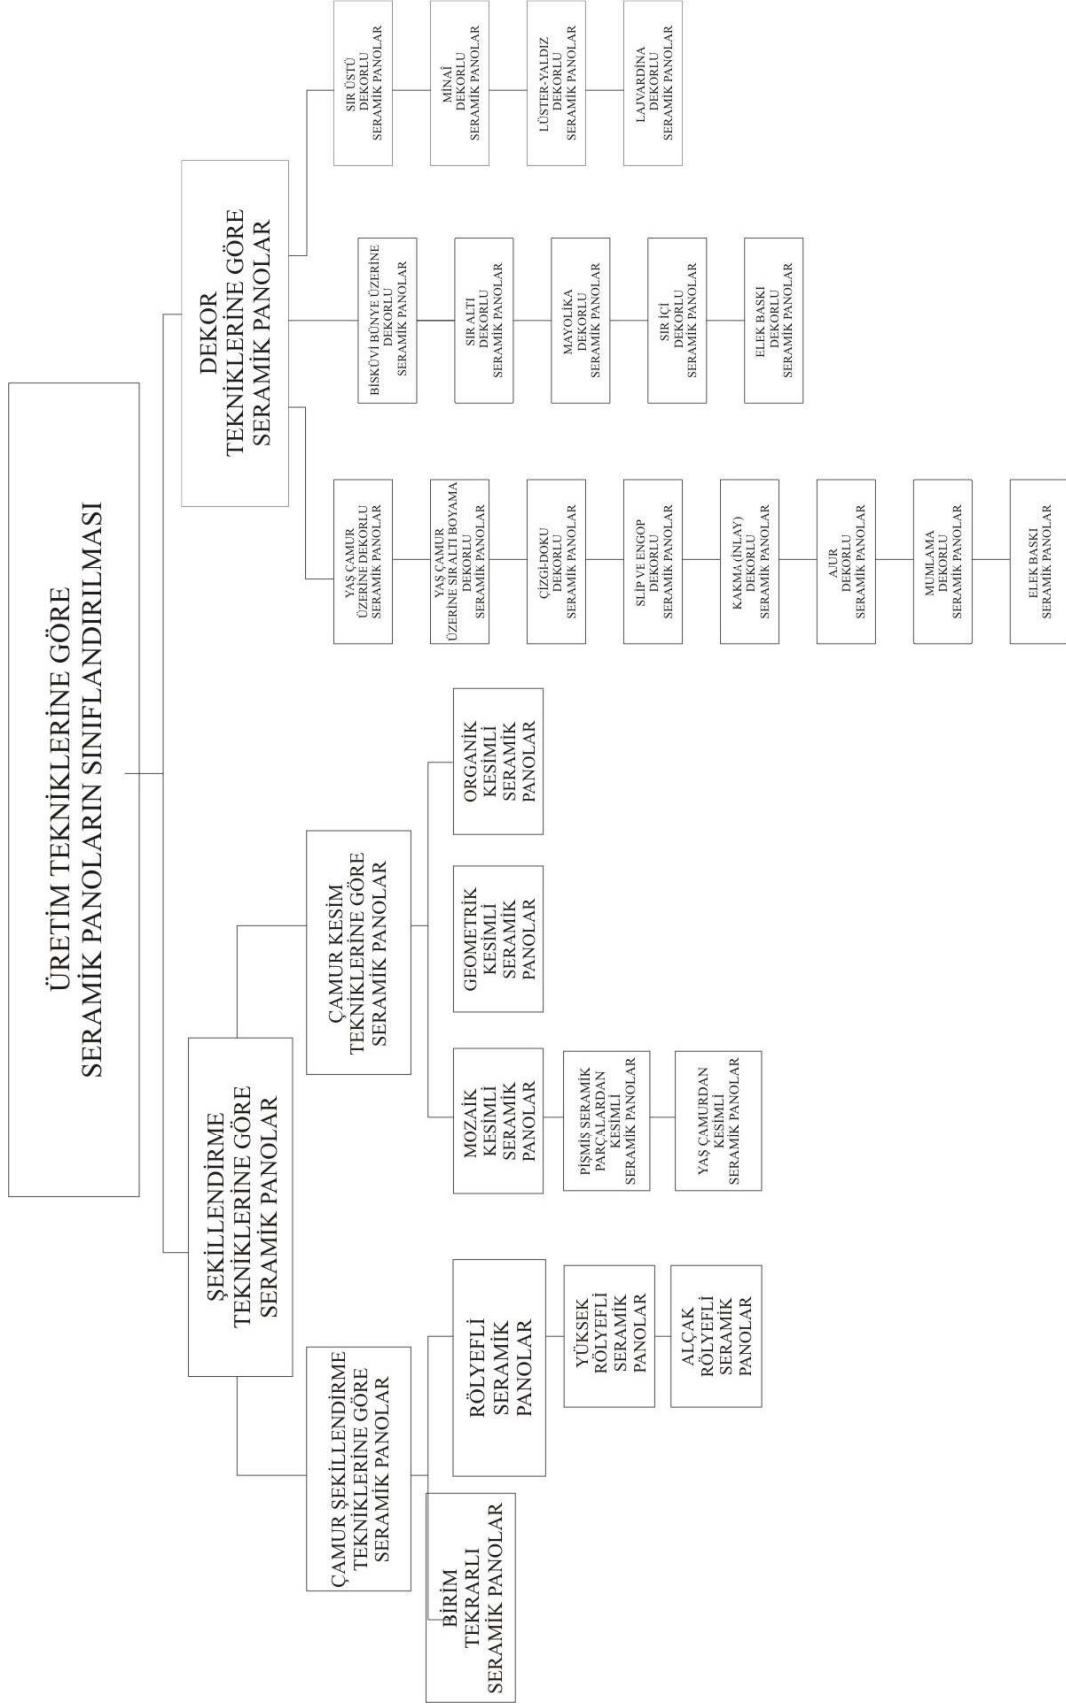 ÜRETİM TEKNİKLERİNE GÖRE
SERAMİK PANOLARIN SINIFLANDIRILMASI
ŞEKİLLENDİRME
TEKNİKLERİNE GÖRE
SERAMİK PANOLAR
DEKOR
TEKNİKLERİNE GÖRE
SERAMİK PANOLAR
ÇAMUR ŞEKİLLENDİRME
TEKNİKLERİNE GÖRE
SERAMİK PANOLAR
ÇAMUR KESİM
TEKNİKLERİNE GÖRE
SERAMİK PANOLAR
BİRİM
TEKRARLI
SERAMİK PANOLAR
RÖLYEFLİ
SERAMİK
PANOLAR
YÜKSEK
RÖLYEFLİ
SERAMİK
PANOLAR
ALÇAK
RÖLYEFLİ
SERAMİK
PANOLAR
MOZAİK
KESİMLİ
SERAMİK
PANOLAR
PİŞMİŞ SERAMİK
PARÇALARDAN
KESİMLİ
SERAMİK PANOLAR
YAŞ ÇAMURDAN
KESİMLİ
SERAMİK PANOLAR
GEOMETRİK
KESİMLİ
SERAMİK
PANOLAR
ORGANİK
KESİMLİ
SERAMİK
PANOLAR
YAŞ ÇAMUR
ÜZERİNE DEKORLU
SERAMİK PANOLAR
YAŞ ÇAMUR
ÜZERİNE SIR ALTI BOYAMA
DEKORLU
SERAMİK PANOLAR
ÇİZGİ-DOKU
DEKORLU
SERAMİK PANOLAR
SLİP VE ENGOP
DEKORLU
SERAMİK PANOLAR
KAKMA (İNLAY)
DEKORLU
SERAMİK PANOLAR
AJUR
DEKORLU
SERAMİK PANOLAR
MUMLAMA
DEKORLU
SERAMİK PANOLAR
ELEK BASKI
SERAMİK PANOLAR
BİSKÜVİ BÜNYE ÜZERİNE
DEKORLU
SERAMİK PANOLAR
SIR ALTI
DEKORLU
SERAMİK PANOLAR
MAYOLİKA
DEKORLU
SERAMİK PANOLAR
SIR İÇİ
DEKORLU
SERAMİK PANOLAR
ELEK BASKI
DEKORLU
SERAMİK PANOLAR
SIR ÜSTÜ
DEKORLU
SERAMİK PANOLAR
MİNAİ
DEKORLU
SERAMİK PANOLAR
LÜSTER-YALDIZ
DEKORLU
SERAMİK PANOLAR
LAJVARDİNA
DEKORLU
SERAMİK PANOLAR